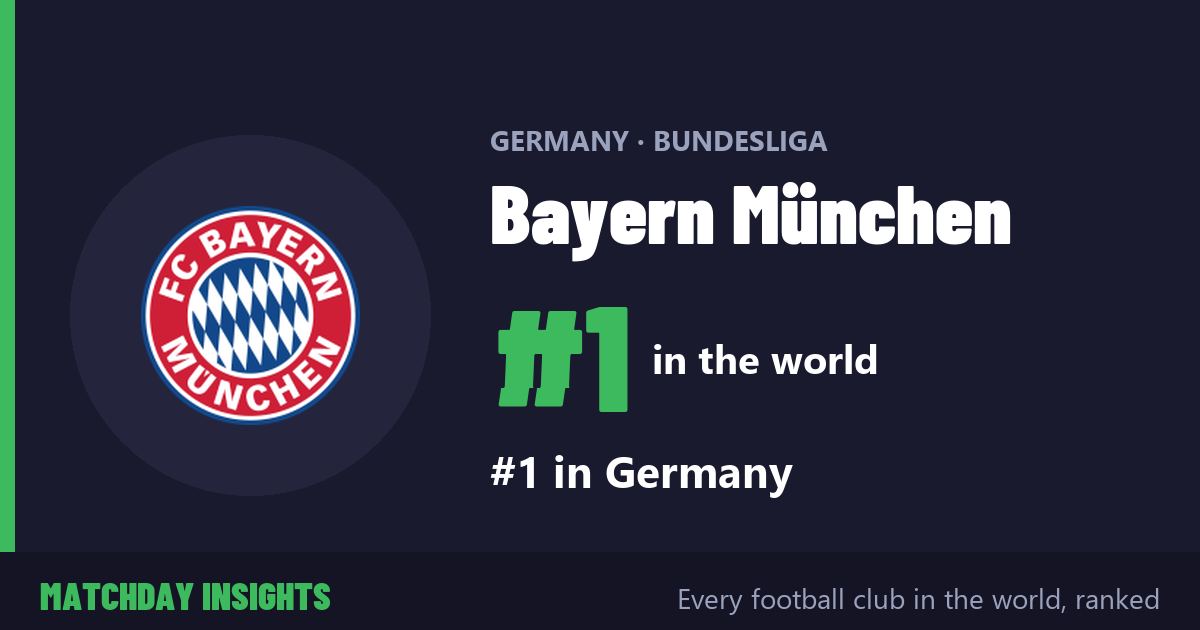 FC BAYERN
MÜNCHEN
GERMANY · BUNDESLIGA
Bayern München
#1 in the world
#1 in Germany
MATCHDAY INSIGHTS
Every football club in the world, ranked